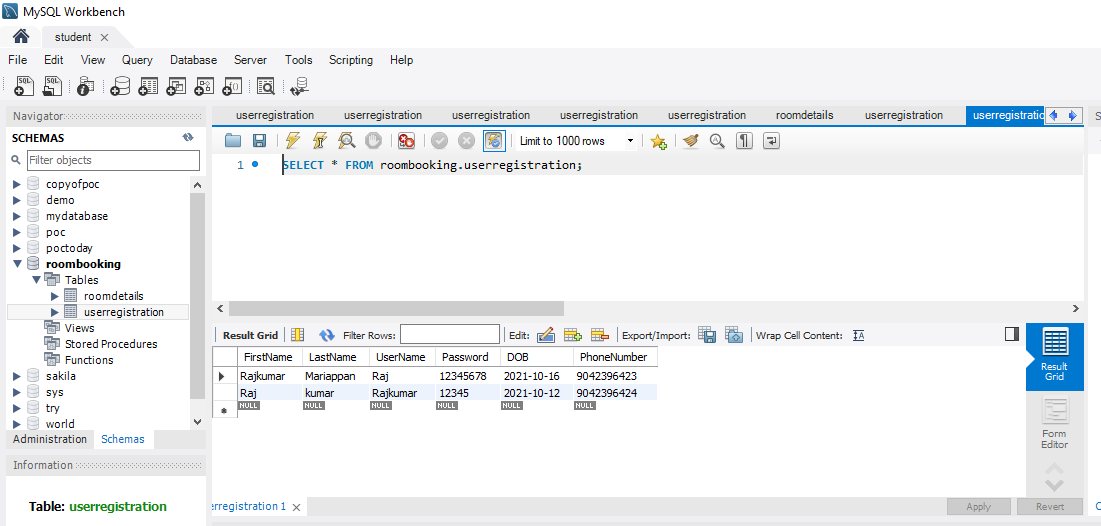 MySQL Workbench
student
File Edit View Query Database Server Tools Scripting Help
Navigator
SCHEMAS
Filter objects
copyofpoc
demo
mydatabase
poc
poctoday
roombooking
Tables
roomdetails
userregistration
Views
Stored Procedures
Functions
sakila
sys
try
world
Administration Schemas
Information
Table: userregistration
userregistration userregistration userregistration userregistration userregistration roomdetails userregistration userregistratio
Limit to 1000 rows
1 SELECT * FROM roombooking.userregistration;
Result Grid Filter Rows: Edit: Export/Import: Wrap Cell Content:
FirstName LastName UserName Password DOB PhoneNumber
Rajkumar Mariappan Raj 12345678 2021-10-16 9042396423
Raj kumar Rajkumar 12345 2021-10-12 9042396424
NULL NULL NULL NULL NULL NULL
Result
Grid
Form
Editor
erregistration 1
Apply Revert